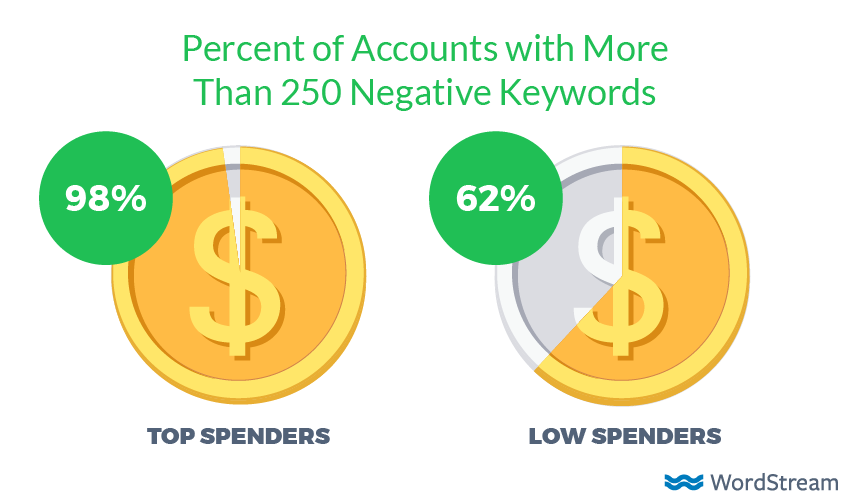 Percent of Accounts with More
Than 250 Negative Keywords
98%
62%
$
$
TOP SPENDERS
LOW SPENDERS
WordStream